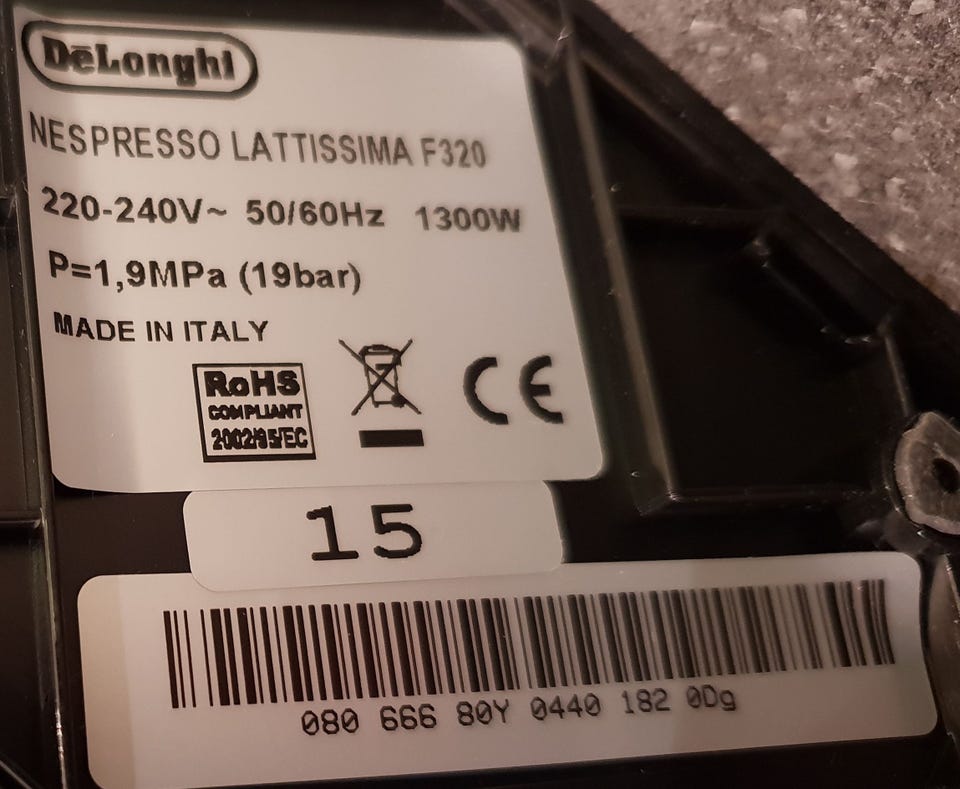 DēLonghi
NESPRESSO LATTISSIMA F320
220-240V~ 50/60Hz 1300W
P=1,9MPa (19bar)
MADE IN ITALY
RoHS
COMPLIANT
2002/95/EC
CE
15
080 666 80Y 0440 182 0Dg